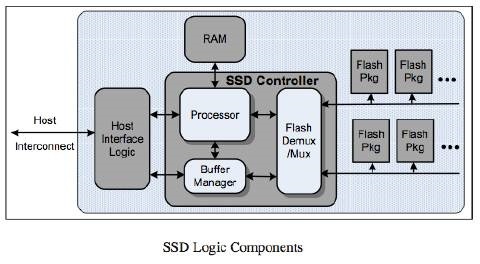 RAM
SSD Controller
Flash
Pkg
Flash
Pkg
Host
Interconnect
Host
Interface
Logic
Processor
Buffer
Manager
Flash
Demux
/Mux
Flash
Pkg
Flash
Pkg
SSD Logic Components